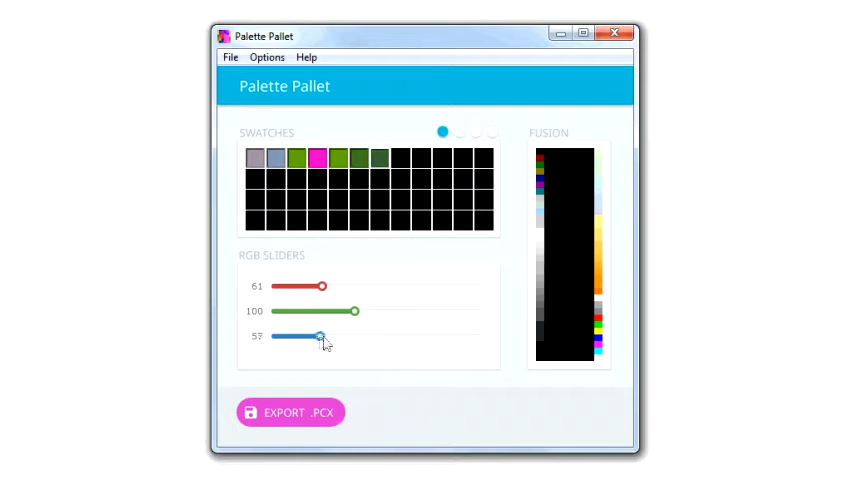 Palette Pallet
File Options Help
Palette Pallet
SWATCHES
FUSION
RGB SLIDERS
61
100
57
EXPORT .PCX